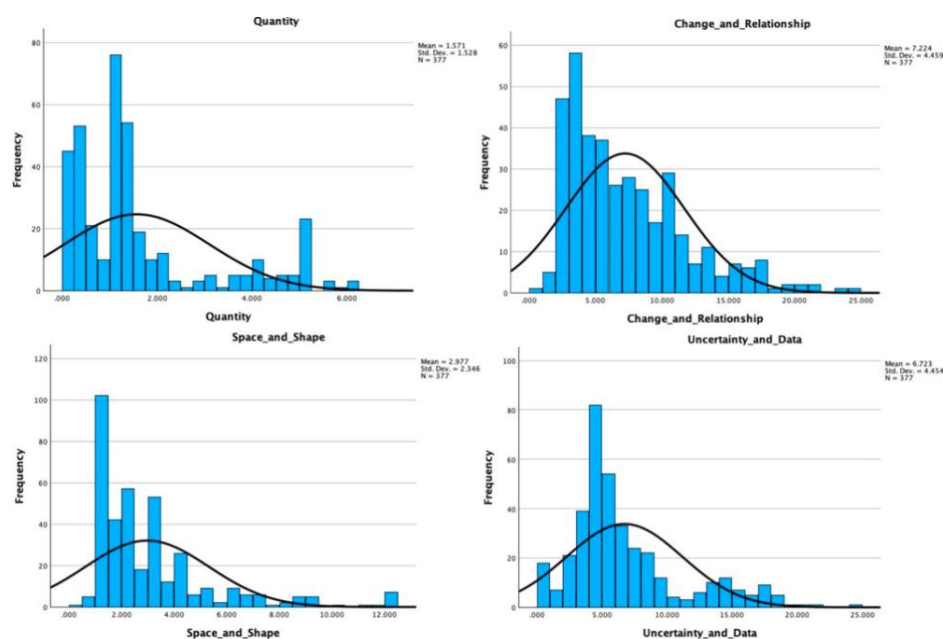 Quantity
Mean = 1.571
Std. Dev. = 1.528
N = 377
80
60
40
20
0
Frequency
.000 2.000 4.000 6.000
Quantity
Change_and_Relationship
Mean = 7.224
Std. Dev. = 4.459
N = 377
60
50
40
30
20
10
0
Frequency
.000 5.000 10.000 15.000 20.000 25.000
Change_and_Relationship
Space_and_Shape
Mean = 2.977
Std. Dev. = 2.346
N = 377
120
100
80
60
40
20
0
Frequency
.000 2.000 4.000 6.000 8.000 10.000 12.000
Space_and_Shape
Uncertainty_and_Data
Mean = 6.723
Std. Dev. = 4.454
N = 377
100
80
60
40
20
0
Frequency
.000 5.000 10.000 15.000 20.000 25.000
Uncertainty_and_Data